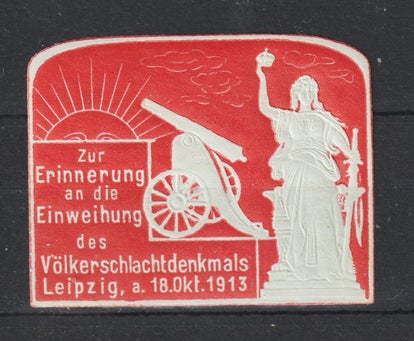 Zur
Erinnerung
an die
Einweihung
des
Völkerschlachtdenkmals
Leipzig, a. 18.Okt.1913